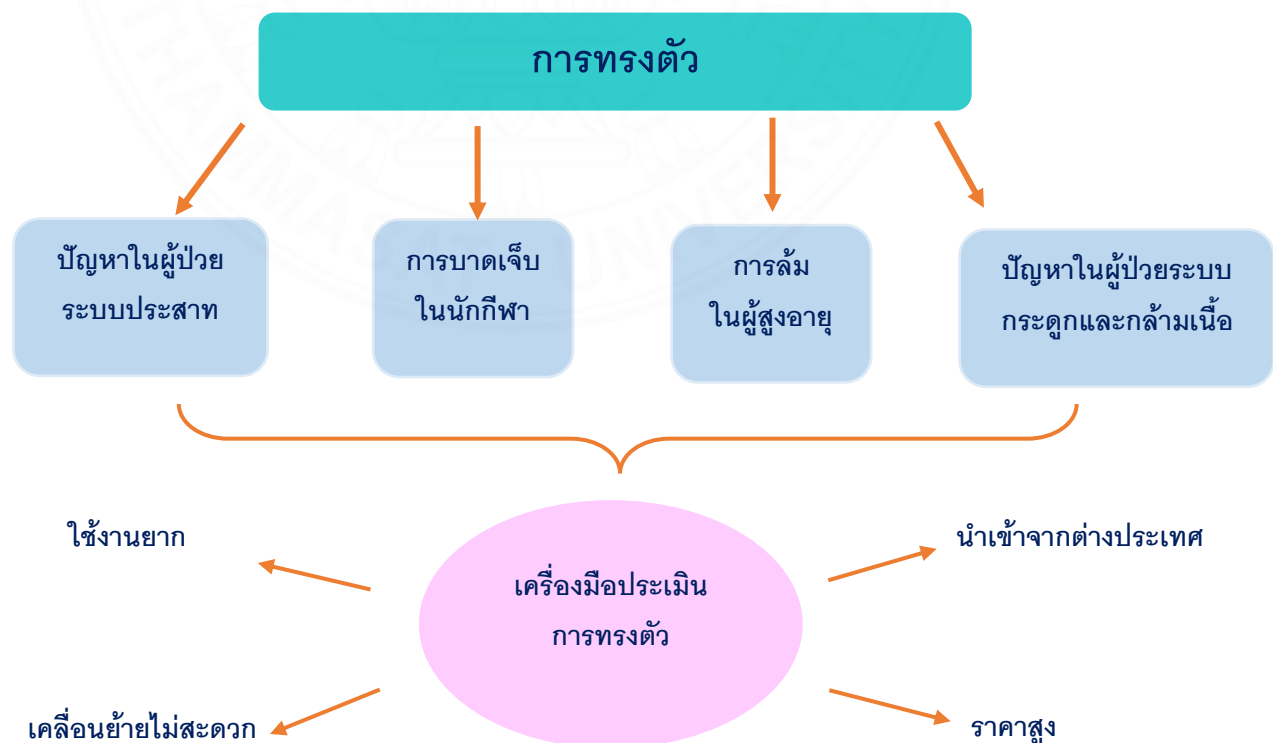 การทรงตัว
ปัญหาในผู้ป่วย
ระบบประสาท
การบาดเจ็บ
ในนักกีฬา
การล้ม
ในผู้สูงอายุ
ปัญหาในผู้ป่วยระบบ
กระดูกและกล้ามเนื้อ
ใช้งานยาก
นำเข้าจากต่างประเทศ
เครื่องมือประเมิน
การทรงตัว
เคลื่อนย้ายไม่สะดวก
ราคาสูง